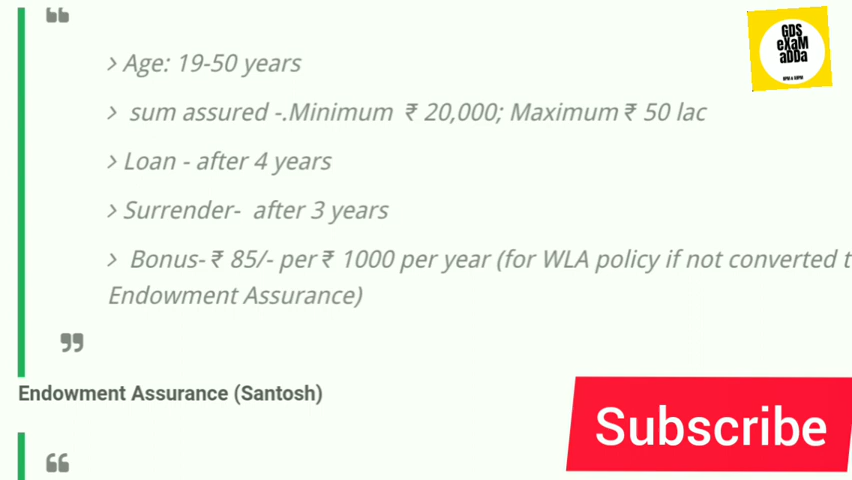 ❝
> Age: 19-50 years
> sum assured -.Minimum ₹ 20,000; Maximum ₹ 50 lac
> Loan - after 4 years
> Surrender- after 3 years
> Bonus- ₹ 85/- per ₹ 1000 per year (for WLA policy if not converted
Endowment Assurance)
❞
Endowment Assurance (Santosh)
❝
GDS
eXaM
aDDa
Subscribe